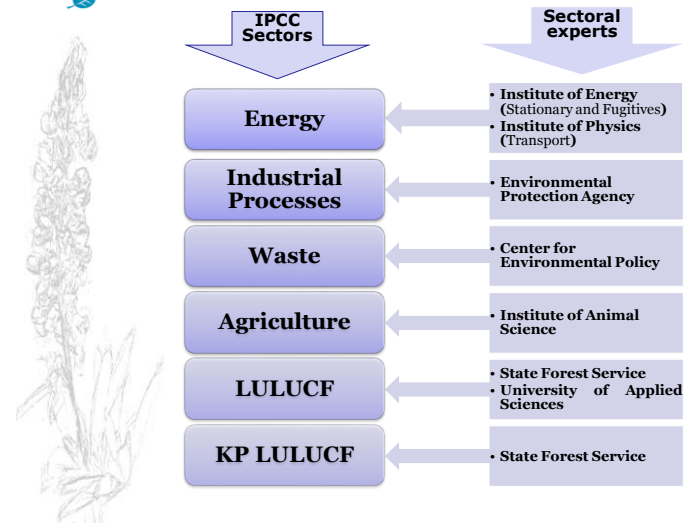 IPCC
Sectors
Sectoral
experts
Energy
• Institute of Energy
(Stationary and Fugitives)
• Institute of Physics
(Transport)
Industrial
Processes
• Environmental
Protection Agency
Waste
• Center for
Environmental Policy
Agriculture
• Institute of Animal
Science
LULUCF
• State Forest Service
• University of Applied
Sciences
KP LULUCF
• State Forest Service